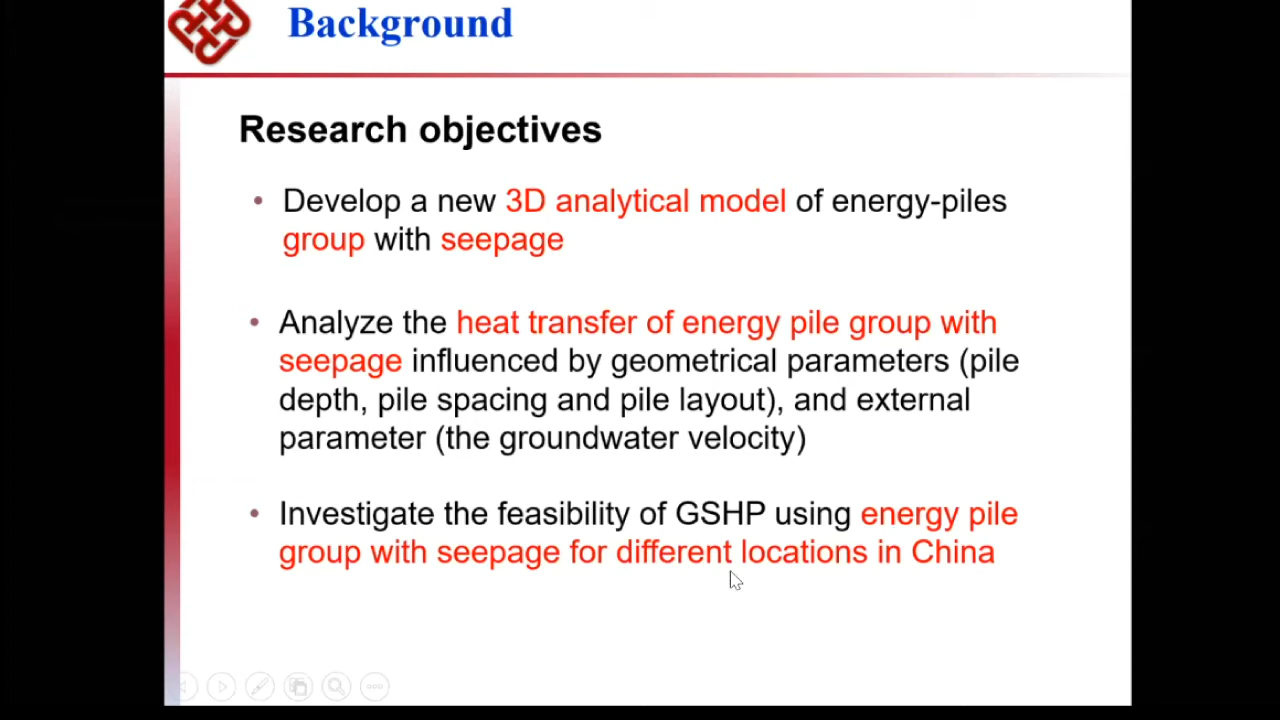 Background
Research objectives
• Develop a new 3D analytical model of energy-piles
group with seepage
• Analyze the heat transfer of energy pile group with
seepage influenced by geometrical parameters (pile
depth, pile spacing and pile layout), and external
parameter (the groundwater velocity)
• Investigate the feasibility of GSHP using energy pile
group with seepage for different locations in China